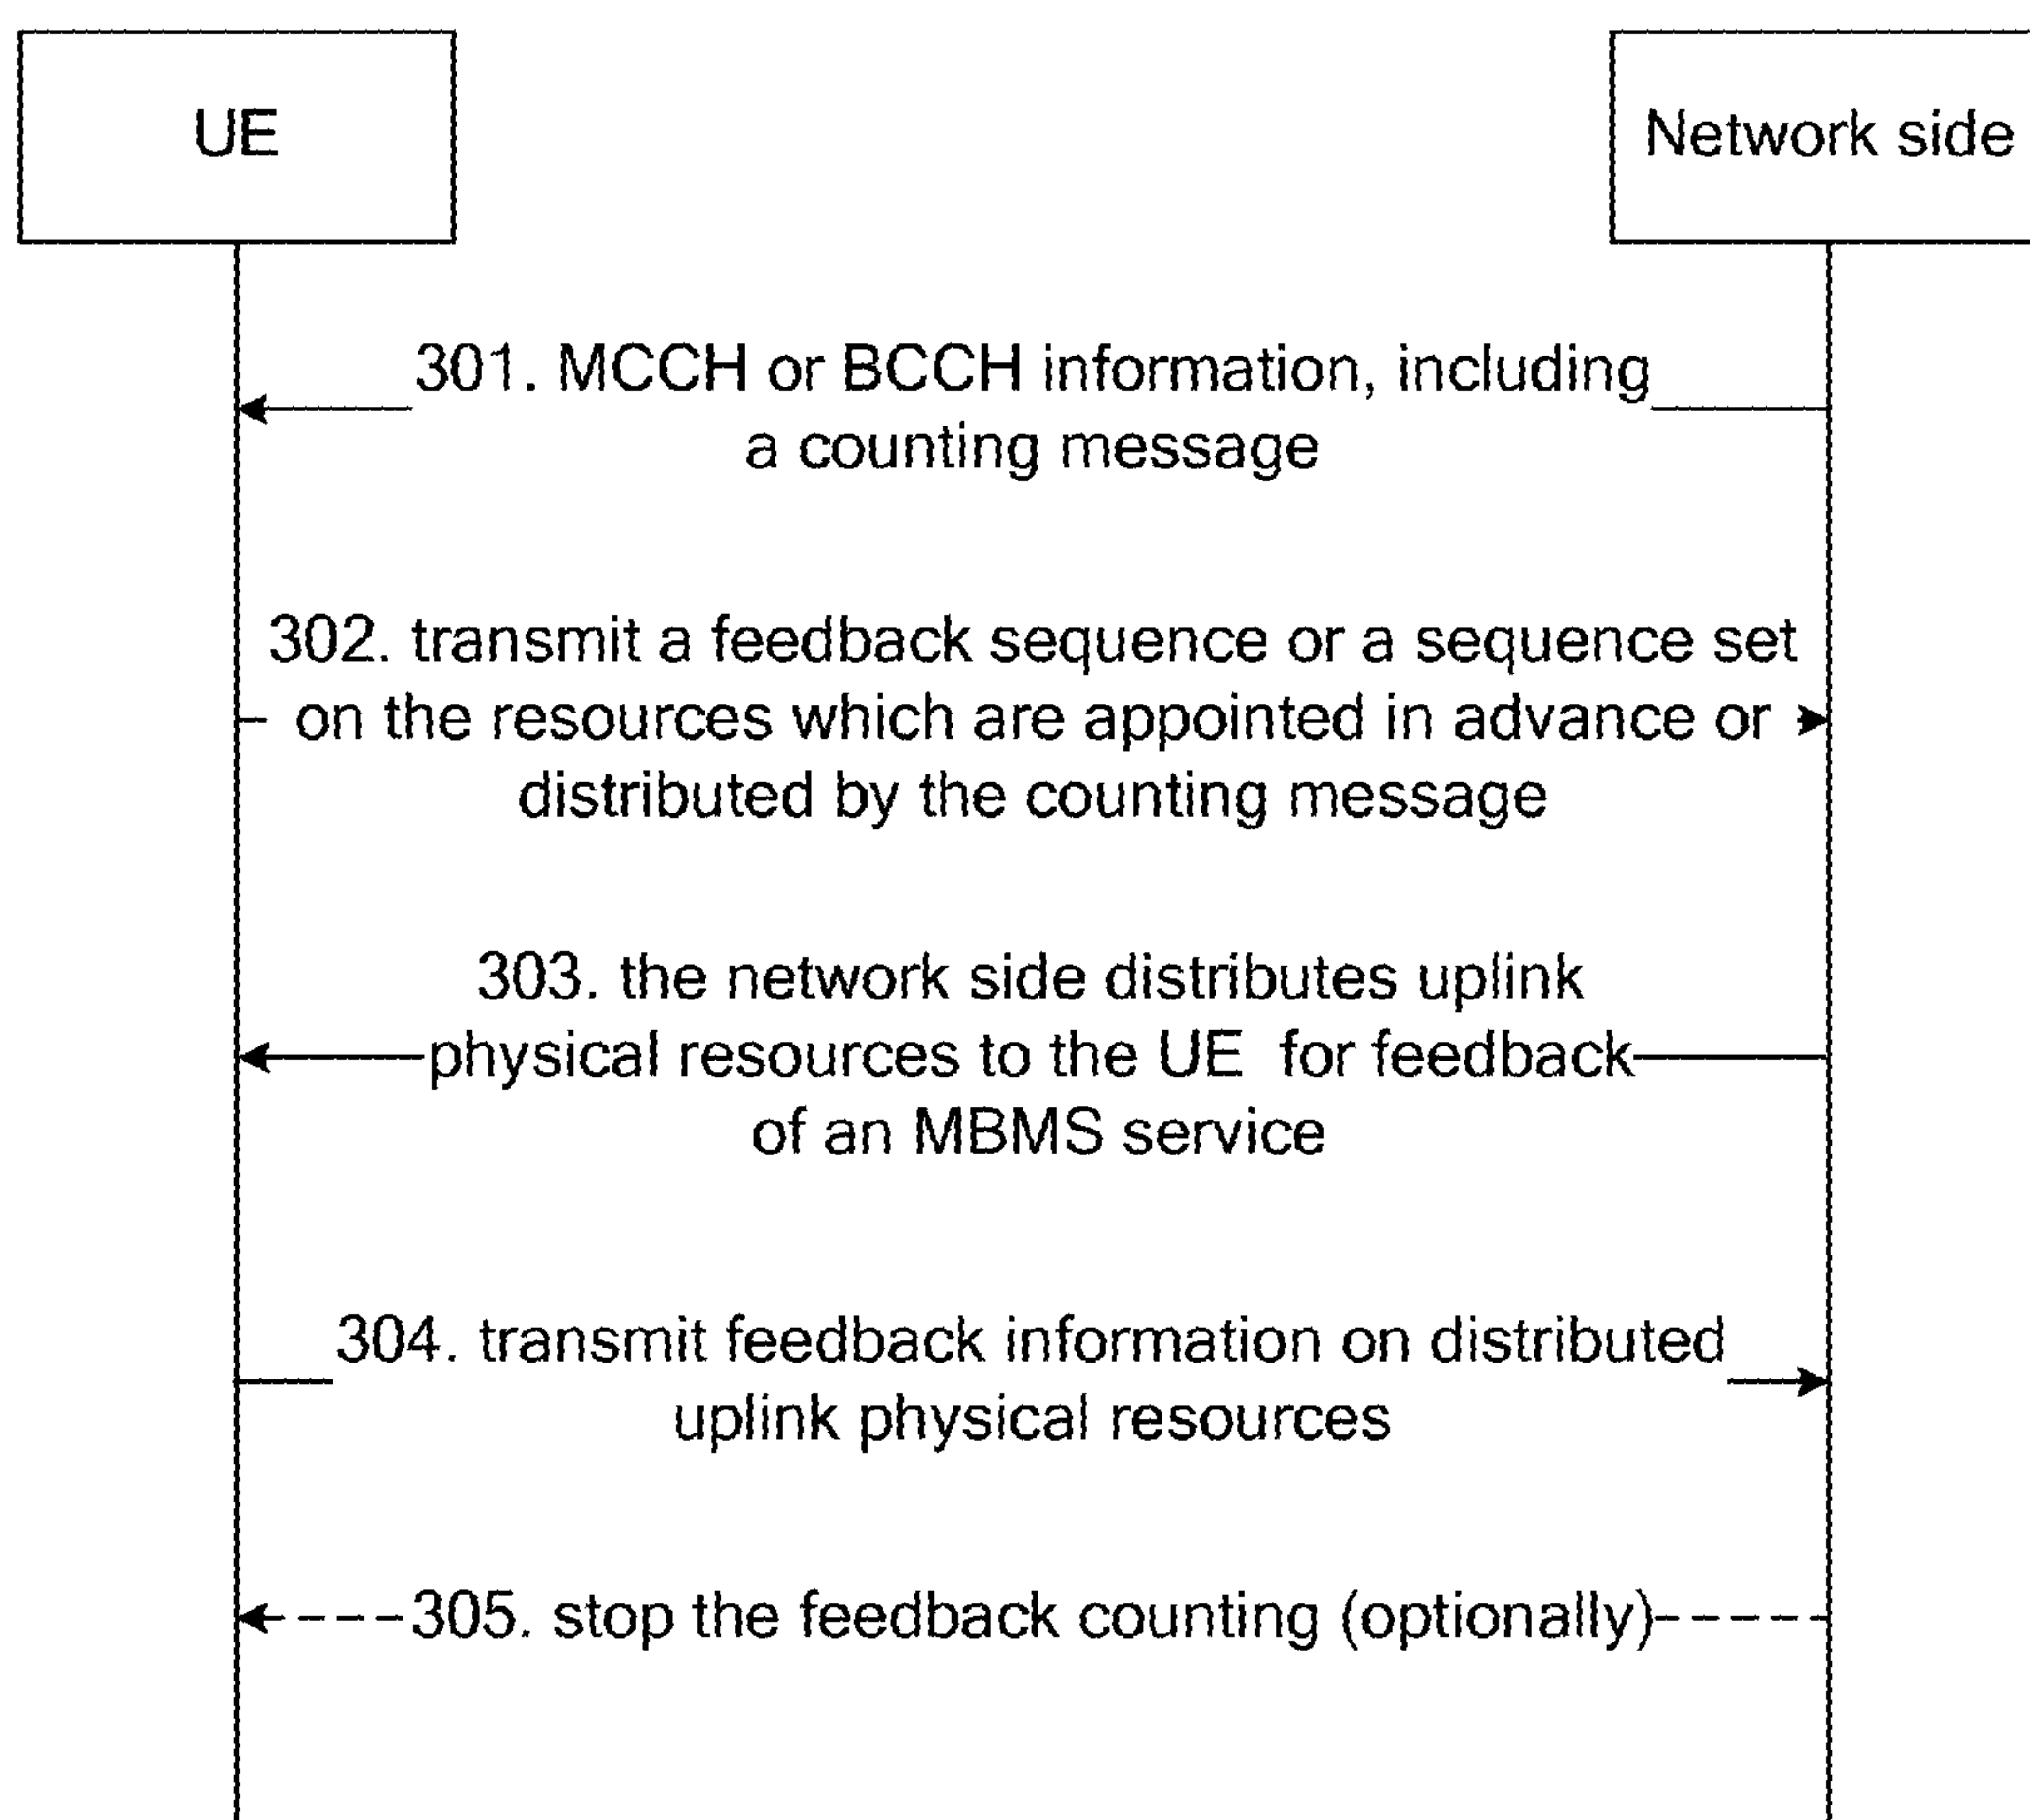 UE
Network side
301. MCCH or BCCH information, including
a counting message
302. transmit a feedback sequence or a sequence set
on the resources which are appointed in advance or
distributed by the counting message
303. the network side distributes uplink
physical resources to the UE for feedback
of an MBMS service
304. transmit feedback information on distributed
uplink physical resources
305. stop the feedback counting (optionally)